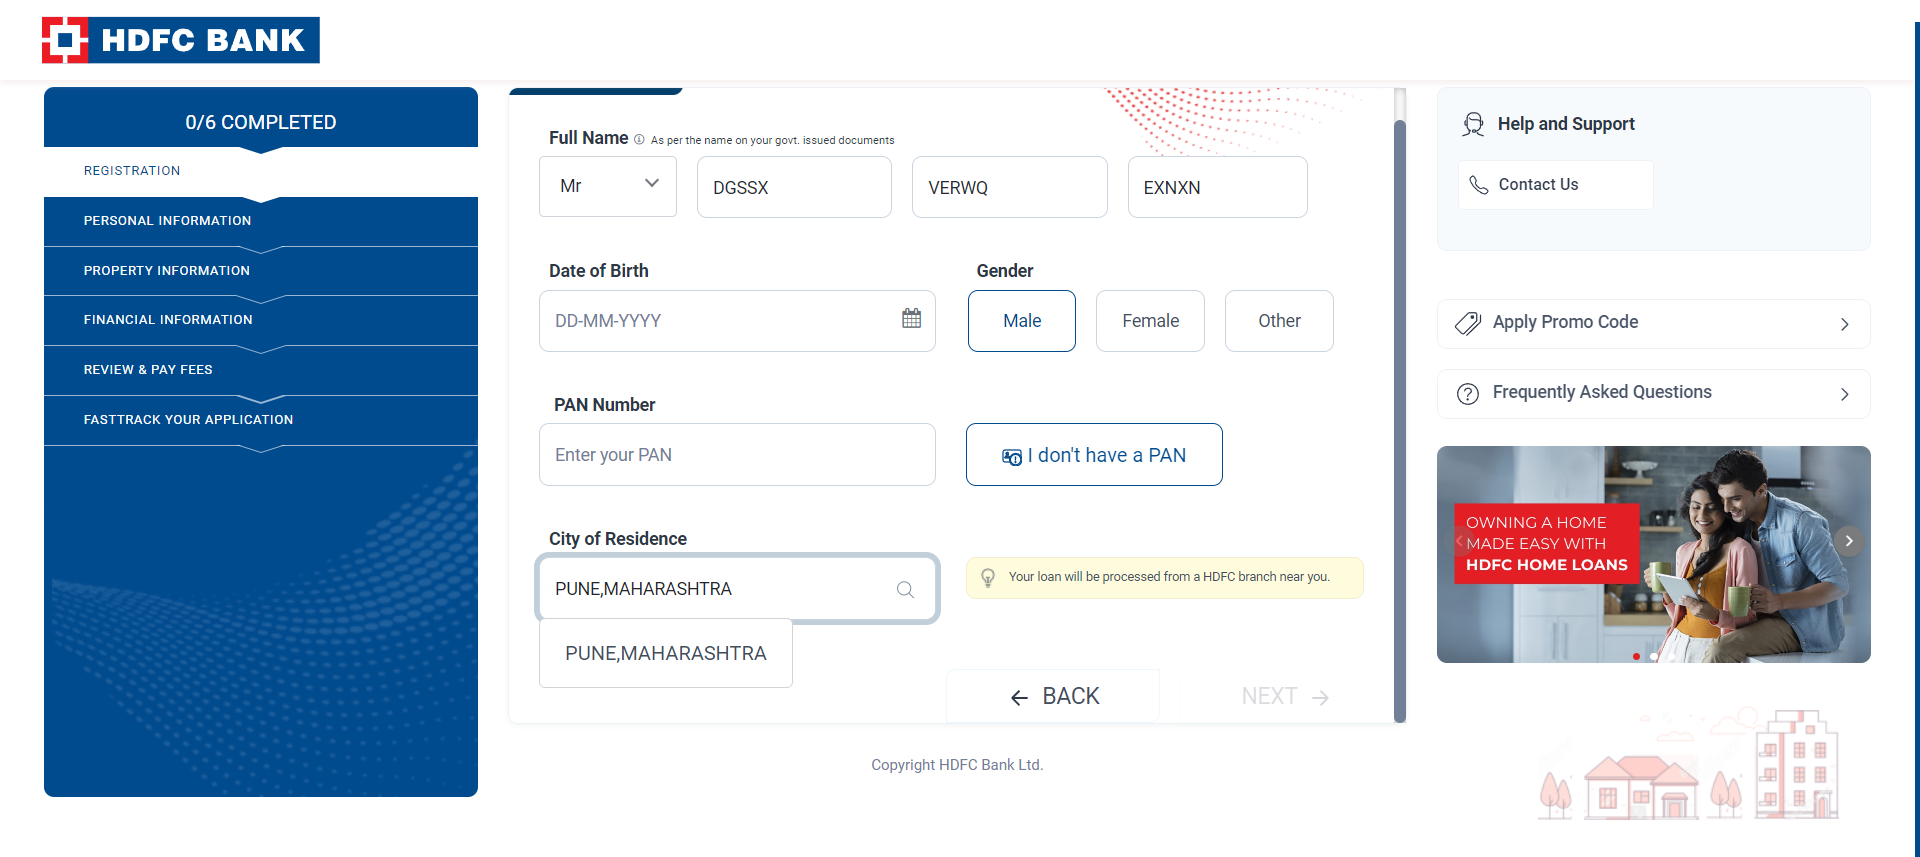 HDFC BANK
0/6 COMPLETED
REGISTRATION
PERSONAL INFORMATION
PROPERTY INFORMATION
FINANCIAL INFORMATION
REVIEW & PAY FEES
FASTTRACK YOUR APPLICATION
Full Name As per the name on your govt. issued documents
Mr DGSSX VERWQ EXNXN
Date of Birth Gender
DD-MM-YYYY Male Female Other
PAN Number
Enter your PAN I don't have a PAN
City of Residence
PUNE,MAHARASHTRA
Your loan will be processed from a HDFC branch near you.
PUNE,MAHARASHTRA
BACK NEXT
Copyright HDFC Bank Ltd.
Help and Support
Contact Us
Apply Promo Code
Frequently Asked Questions
OWNING A HOME
MADE EASY WITH
HDFC HOME LOANS